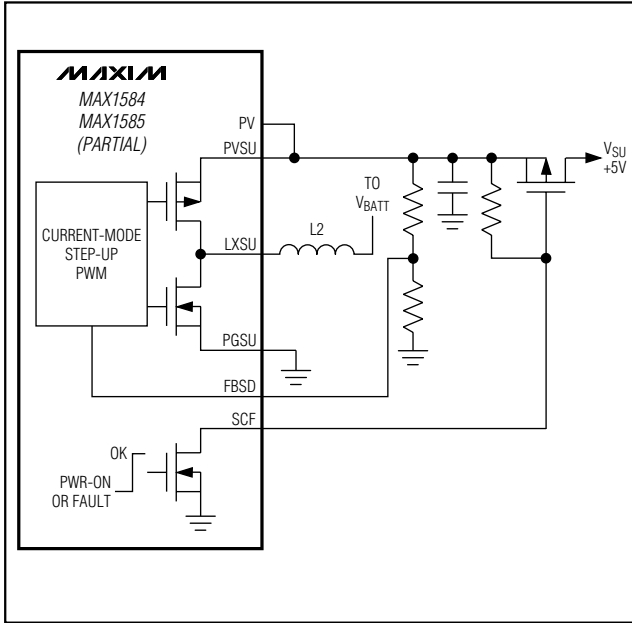 MAXIM
MAX1584
MAX1585
(PARTIAL)
PV
PVSU
VSU
+5V
TO
VBATT
CURRENT-MODE
STEP-UP
PWM
LXSU
L2
PGSU
FBSD
SCF
OK
PWR-ON
OR FAULT